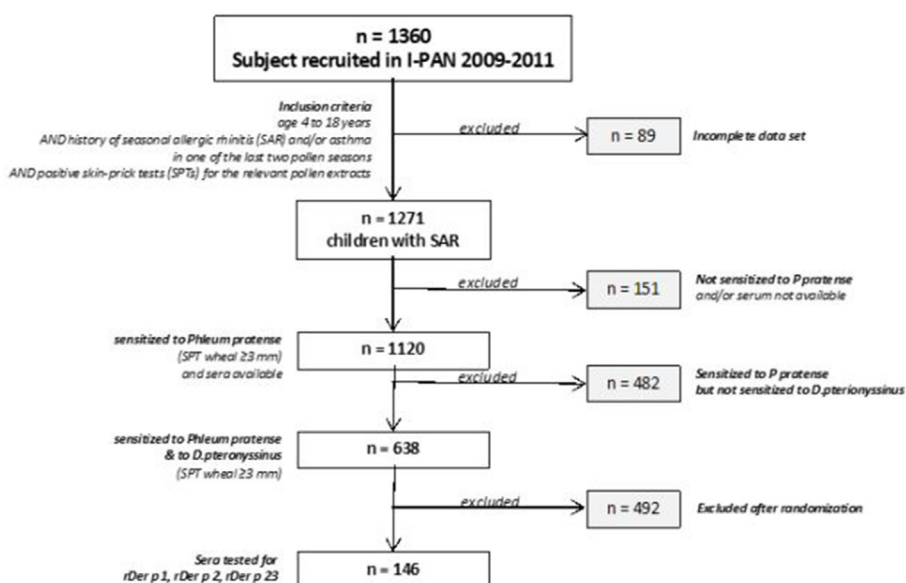 n = 1360
Subject recruited in I-PAN 2009-2011
Inclusion criteria
age 4 to 18 years
AND history of seasonal allergic rhinitis (SAR) and/or asthma
in one of the last two pollen seasons
AND positive skin-prick tests (SPTs) for the relevant pollen extracts
excluded
n = 89
Incomplete data set
n = 1271
children with SAR
excluded
n = 151
Not sensitized to P pratense
and/or serum not available
sensitized to Phleum pratense
(SPT wheal ≥3 mm)
and sera available
n = 1120
excluded
n = 482
Sensitized to P pratense
but not sensitized to D.pterionyssinus
sensitized to Phleum pratense
& to D.pteronyssinus
(SPT wheal ≥3 mm)
n = 638
excluded
n = 492
Excluded after randomization
Sera tested for
rDer p 1, rDer p 2, rDer p 23
n = 146